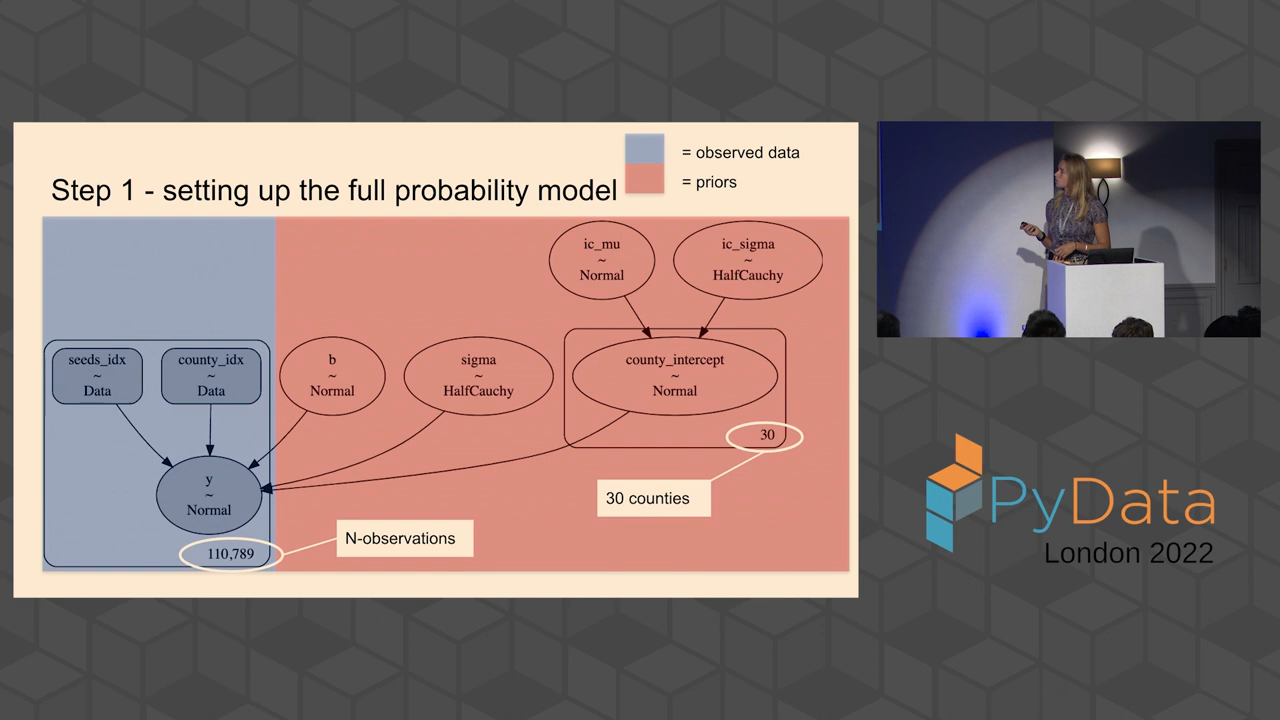 = observed data
= priors
Step 1 - setting up the full probability model
ic_mu
~
Normal
ic_sigma
~
HalfCauchy
seeds_idx
~
Data
county_idx
~
Data
b
~
Normal
sigma
~
HalfCauchy
county_intercept
~
Normal
30
30 counties
y
~
Normal
110,789
N-observations
PyData
London 2022